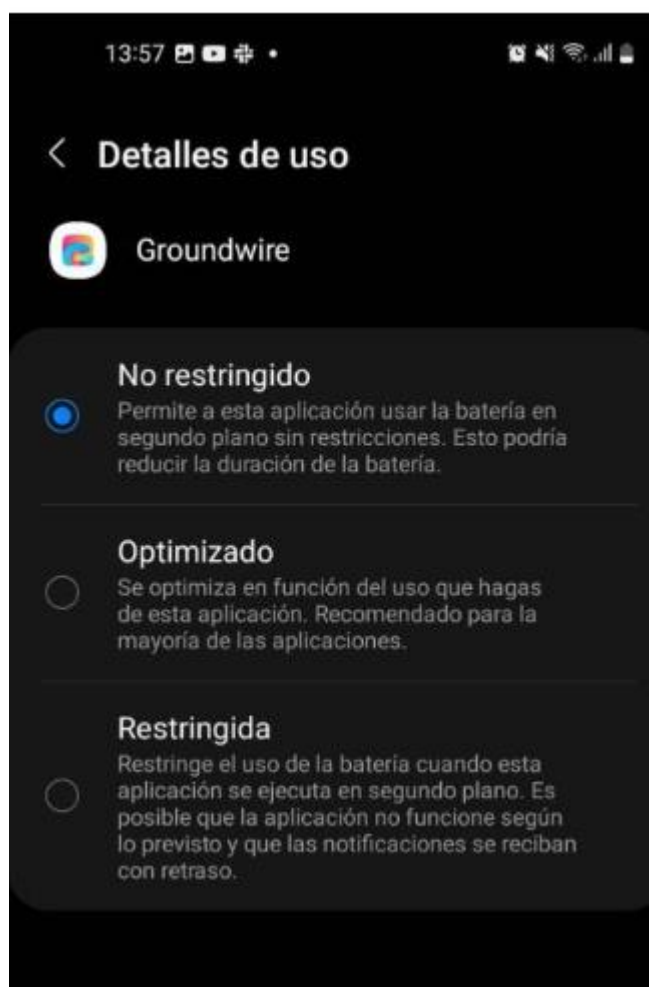 13:57
Detalles de uso
Groundwire
No restringido
Permite a esta aplicación usar la batería en
segundo plano sin restricciones. Esto podría
reducir la duración de la batería.
Optimizado
Se optimiza en función del uso que hagas
de esta aplicación. Recomendado para la
mayoría de las aplicaciones.
Restringida
Restringe el uso de la batería cuando esta
aplicación se ejecuta en segundo plano. Es
posible que la aplicación no funcione según
lo previsto y que las notificaciones se reciban
con retraso.